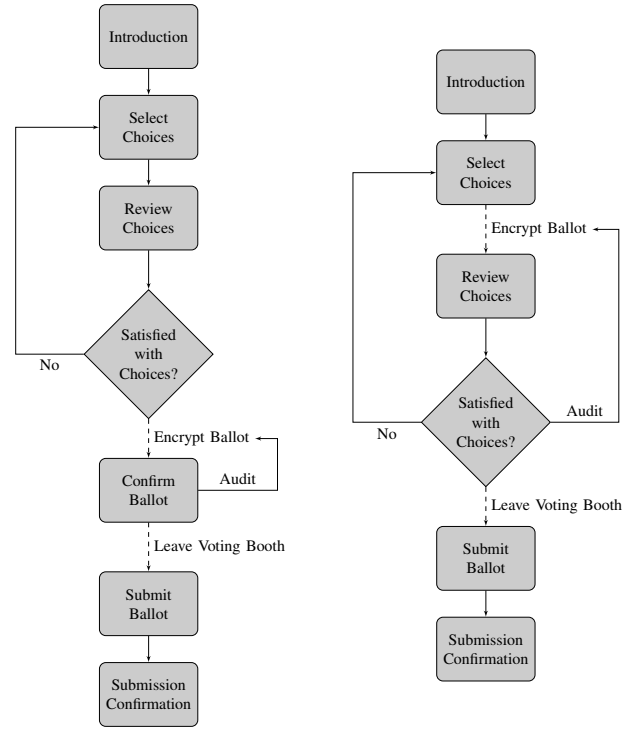 Introduction
Select
Choices
Review
Choices
Satisfied
with
Choices?
No
Encrypt Ballot
Confirm
Ballot
Audit
Leave Voting Booth
Submit
Ballot
Submission
Confirmation
Introduction
Select
Choices
Encrypt Ballot
Review
Choices
Satisfied
with
Choices?
No
Audit
Leave Voting Booth
Submit
Ballot
Submission
Confirmation